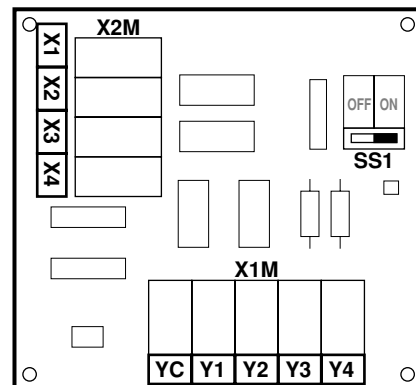 X2M
X1
X2
X3
X4
OFF ON
SS1
X1M
YC Y1 Y2 Y3 Y4